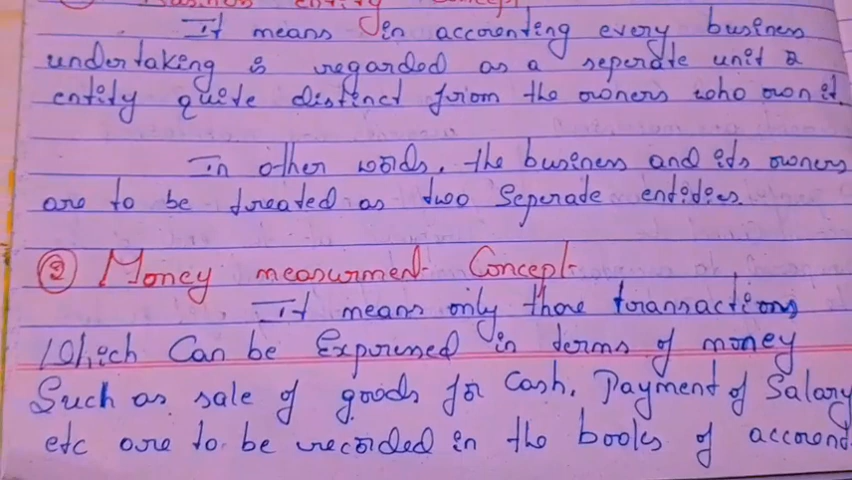 Business entity Concept
It means in accounting every business
undertaking is regarded as a seperate unit &
entity quite distinct from the owners who own it.
In other words, the business and its owners
are to be treated as two Seperate entities.
② Money measurment Concept
It means only those transactions
Which Can be Expressed in terms of money
Such as sale of goods for Cash, Payment of Salary
etc are to be recorded in the books of account.